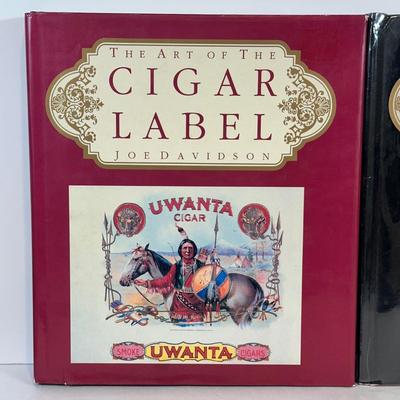 THE ART OF THE
CIGAR
LABEL
JOE DAVIDSON
UWANTA
CIGAR
SMOKE UWANTA CIGARS